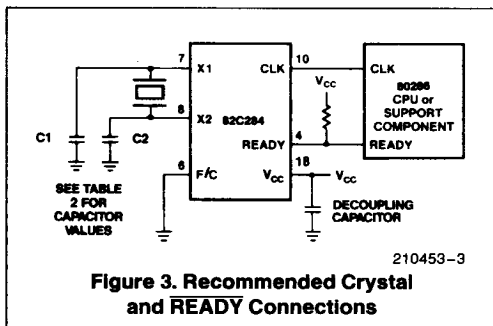 7 X1 CLK 10 CLK
VCC
80286
CPU or
SUPPORT
COMPONENT
8 X2 82C284
C1 C2
READY 4 READY
6 F/C VCC 18 VCC
SEE TABLE
2 FOR
CAPACITOR
VALUES
DECOUPLING
CAPACITOR
210453-3
Figure 3. Recommended Crystal
and READY Connections